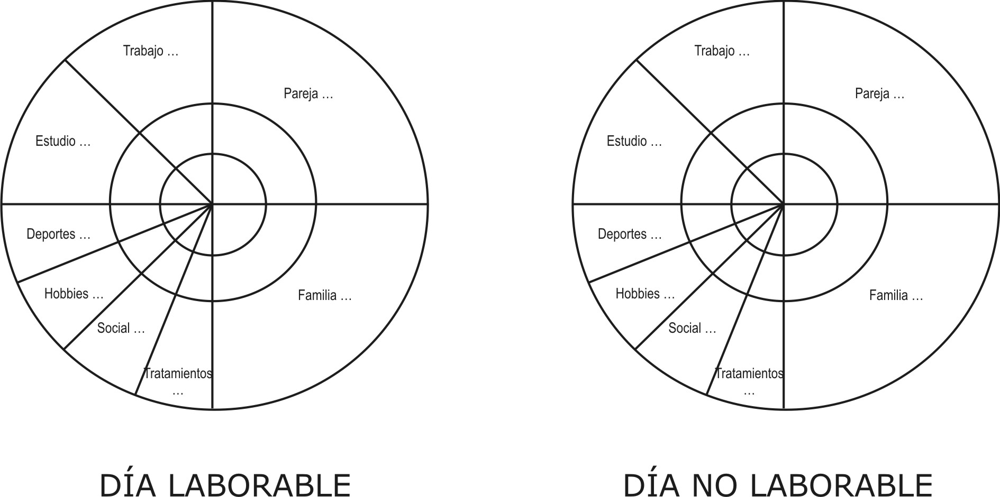 Trabajo …
Pareja …
Estudio …
Deportes …
Hobbies …
Familia …
Social …
Tratamientos
…
DÍA LABORABLE
Trabajo …
Pareja …
Estudio …
Deportes …
Hobbies …
Familia …
Social …
Tratamientos
…
DÍA NO LABORABLE